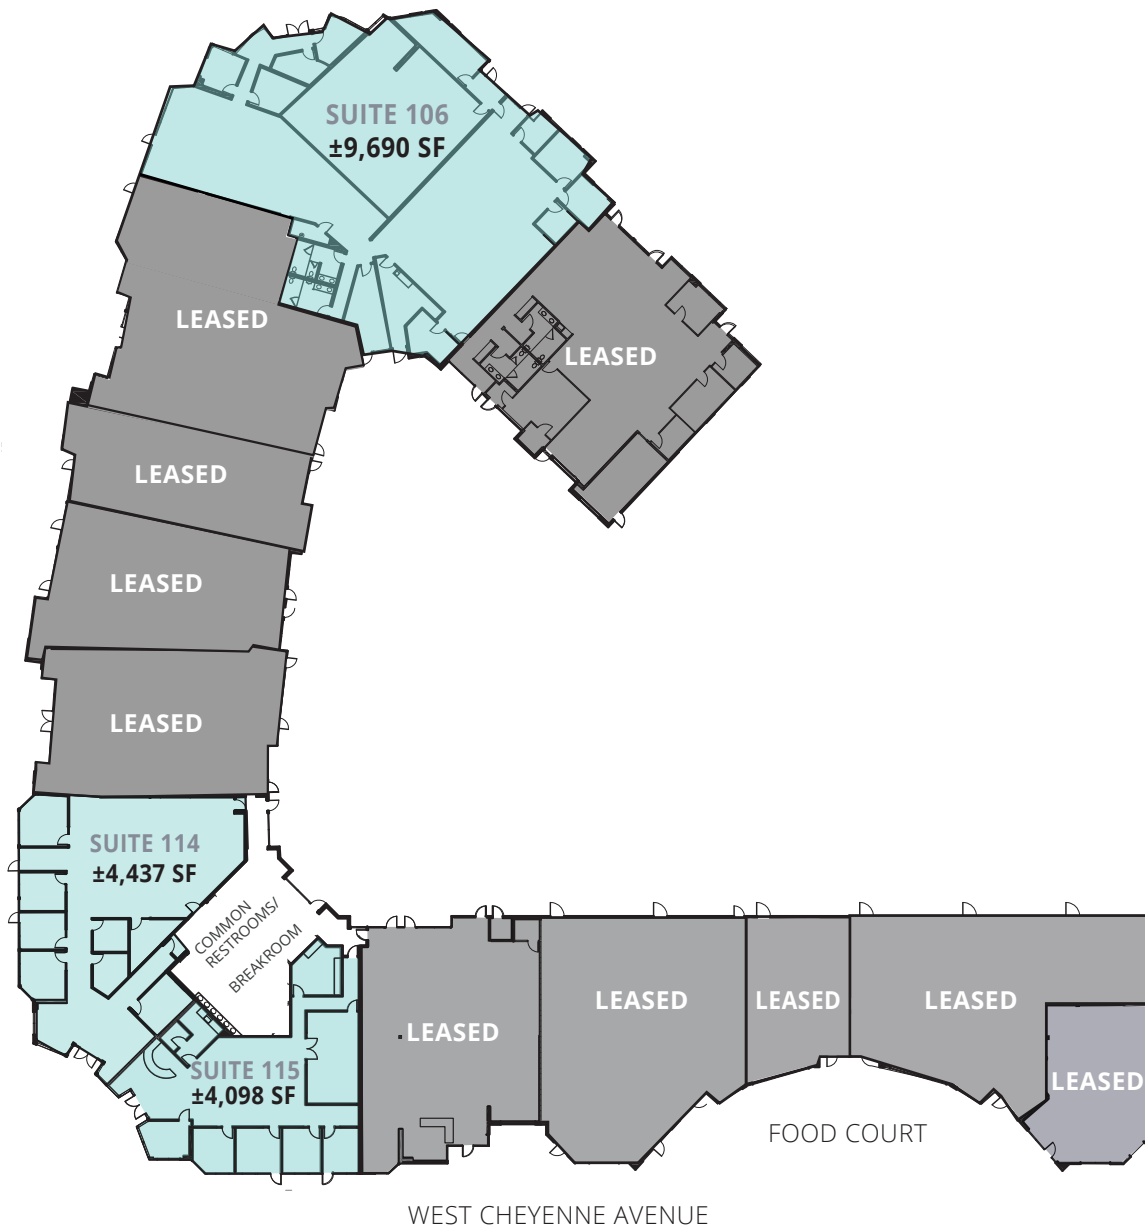 SUITE 106
±9,690 SF
LEASED
LEASED
LEASED
LEASED
LEASED
SUITE 114
±4,437 SF
COMMON
RESTROOMS/
BREAKROOM
SUITE 115
±4,098 SF
LEASED
LEASED
LEASED
LEASED
LEASED
FOOD COURT
WEST CHEYENNE AVENUE